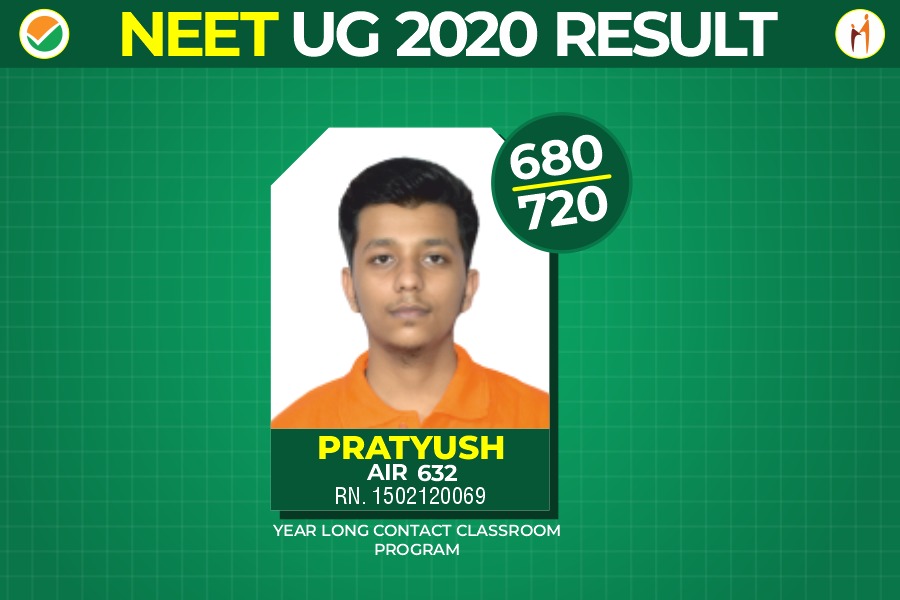 NEET UG 2020 RESULT
680
720
PRATYUSH
AIR 632
RN. 1502120069
YEAR LONG CONTACT CLASSROOM
PROGRAM